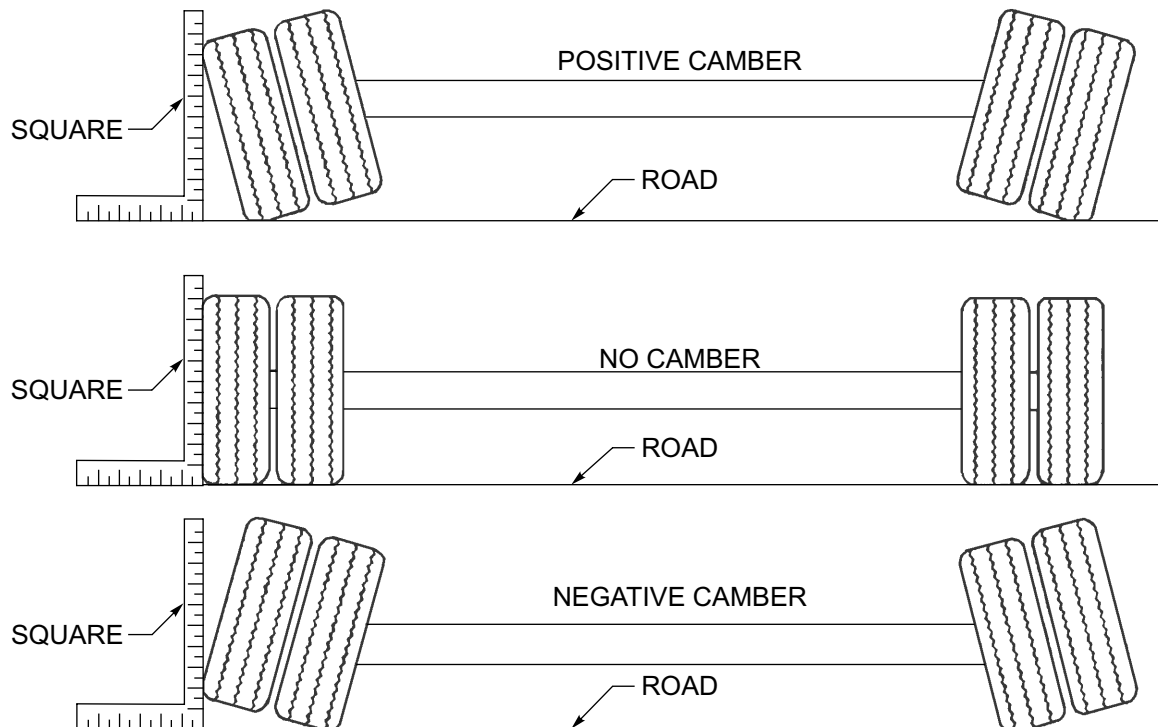 POSITIVE CAMBER
SQUARE
ROAD
NO CAMBER
SQUARE
ROAD
NEGATIVE CAMBER
SQUARE
ROAD